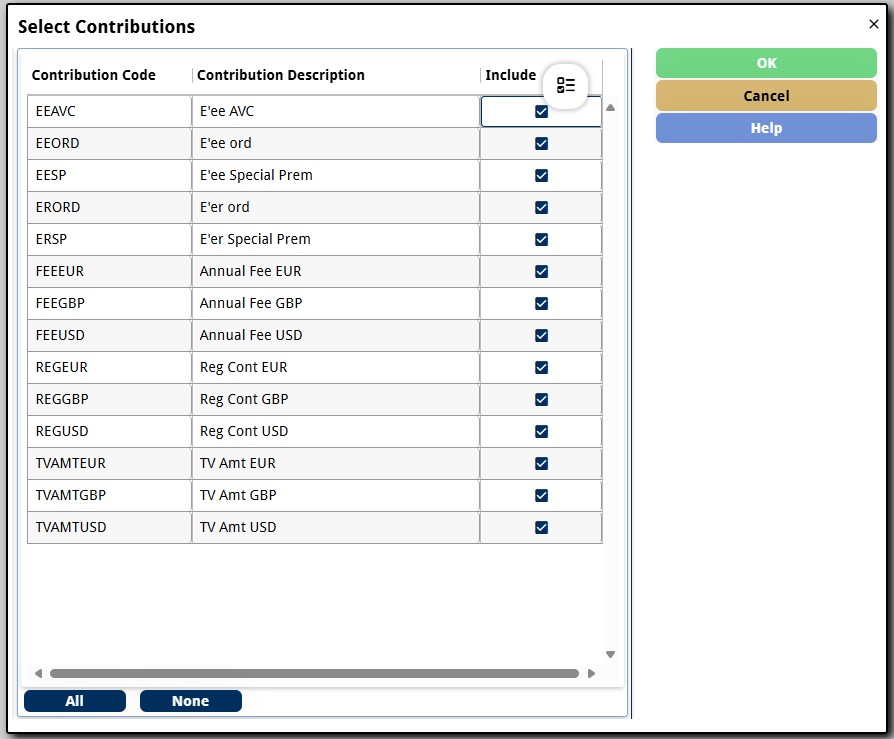 Select Contributions
×
Contribution Code Contribution Description Include
EEAVC E'ee AVC
EEORD E'ee ord
EESP E'ee Special Prem
ERORD E'er ord
ERSP E'er Special Prem
FEEEUR Annual Fee EUR
FEEGBP Annual Fee GBP
FEEUSD Annual Fee USD
REGEUR Reg Cont EUR
REGGBP Reg Cont GBP
REGUSD Reg Cont USD
TVAMTEUR TV Amt EUR
TVAMTGBP TV Amt GBP
TVAMTUSD TV Amt USD
All None
OK
Cancel
Help